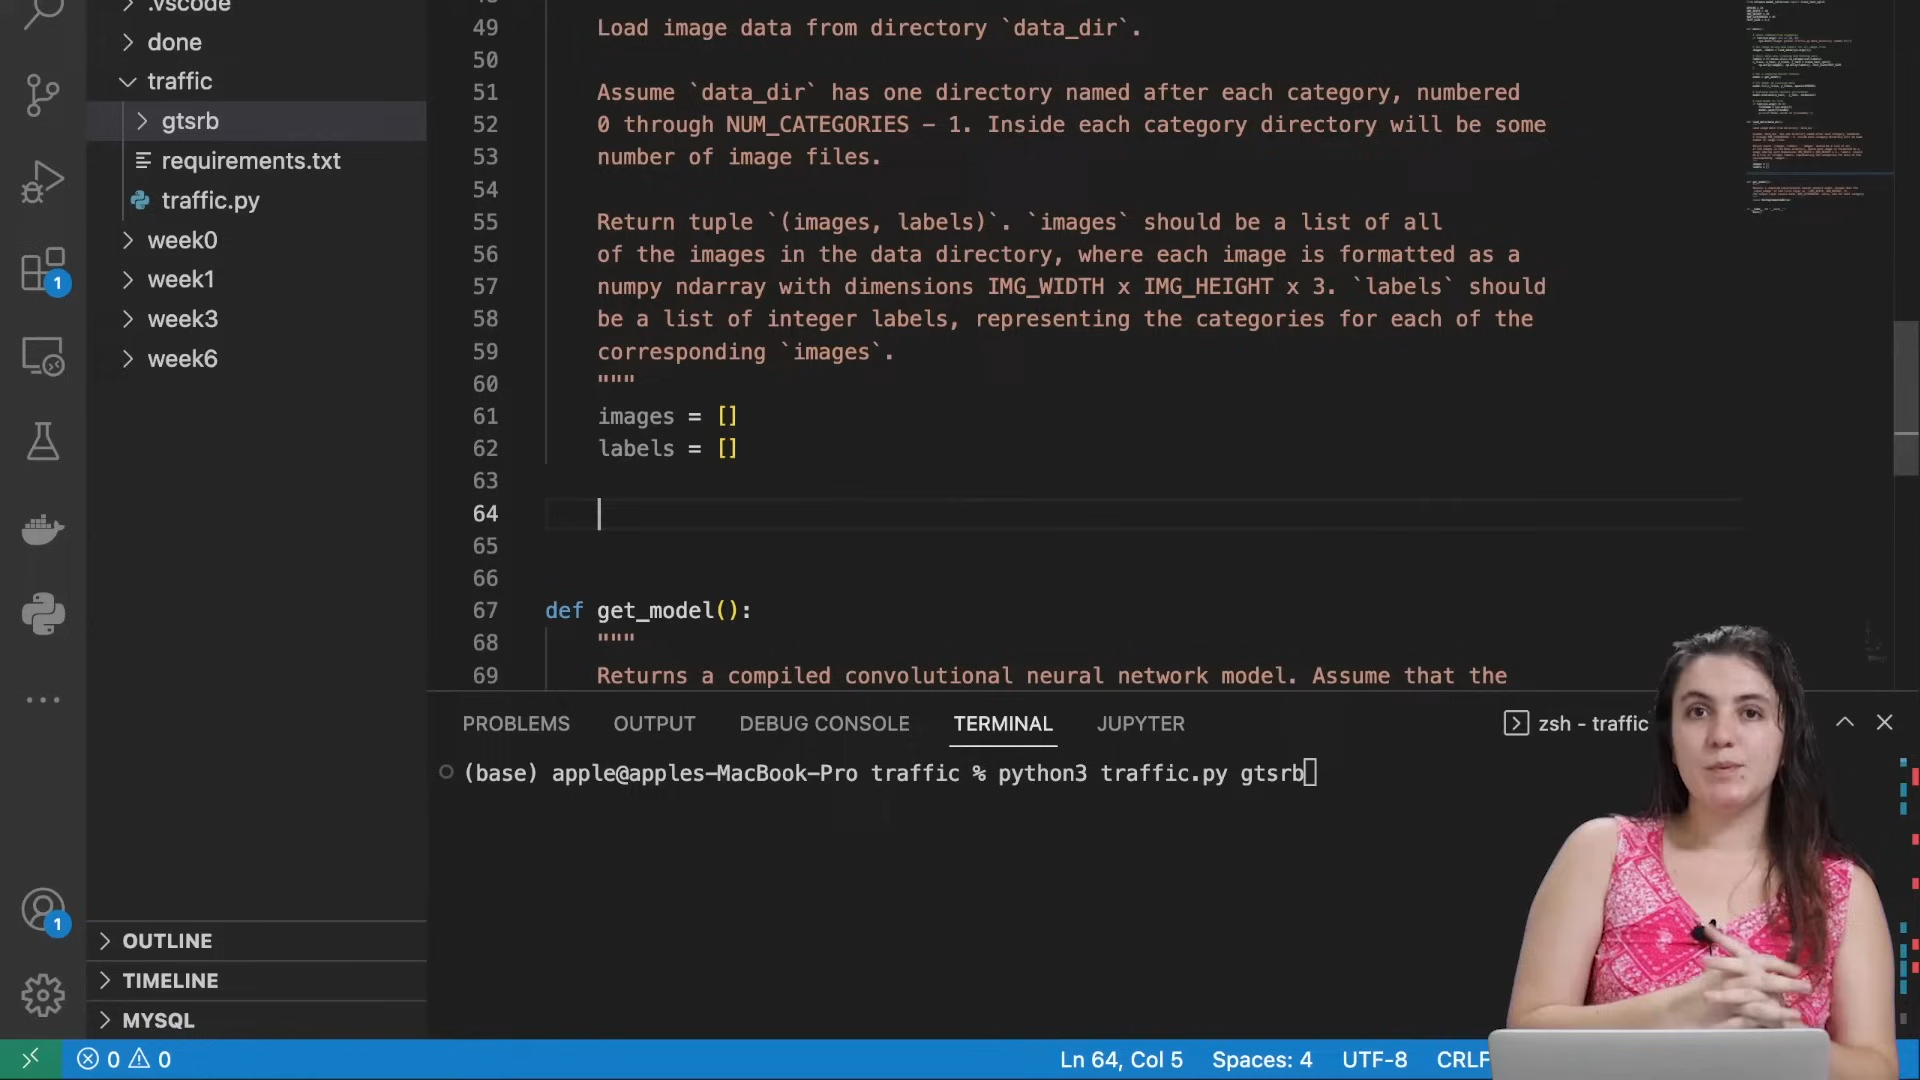 .vscode
done
traffic
gtsrb
requirements.txt
traffic.py
week0
week1
week3
week6
OUTLINE
TIMELINE
MYSQL
1
1
49 Load image data from directory `data_dir`.
50
51 Assume `data_dir` has one directory named after each category, numbered
52 0 through NUM_CATEGORIES - 1. Inside each category directory will be some
53 number of image files.
54
55 Return tuple `(images, labels)`. `images` should be a list of all
56 of the images in the data directory, where each image is formatted as a
57 numpy ndarray with dimensions IMG_WIDTH x IMG_HEIGHT x 3. `labels` should
58 be a list of integer labels, representing the categories for each of the
59 corresponding `images`.
60 """
61 images = []
62 labels = []
63
64
65
66
67 def get_model():
68 """
69 Returns a compiled convolutional neural network model. Assume that the
PROBLEMS OUTPUT DEBUG CONSOLE TERMINAL JUPYTER zsh - traffic
(base) apple@apples-MacBook-Pro traffic % python3 traffic.py gtsrb
0 0 Ln 64, Col 5 Spaces: 4 UTF-8 CRLF